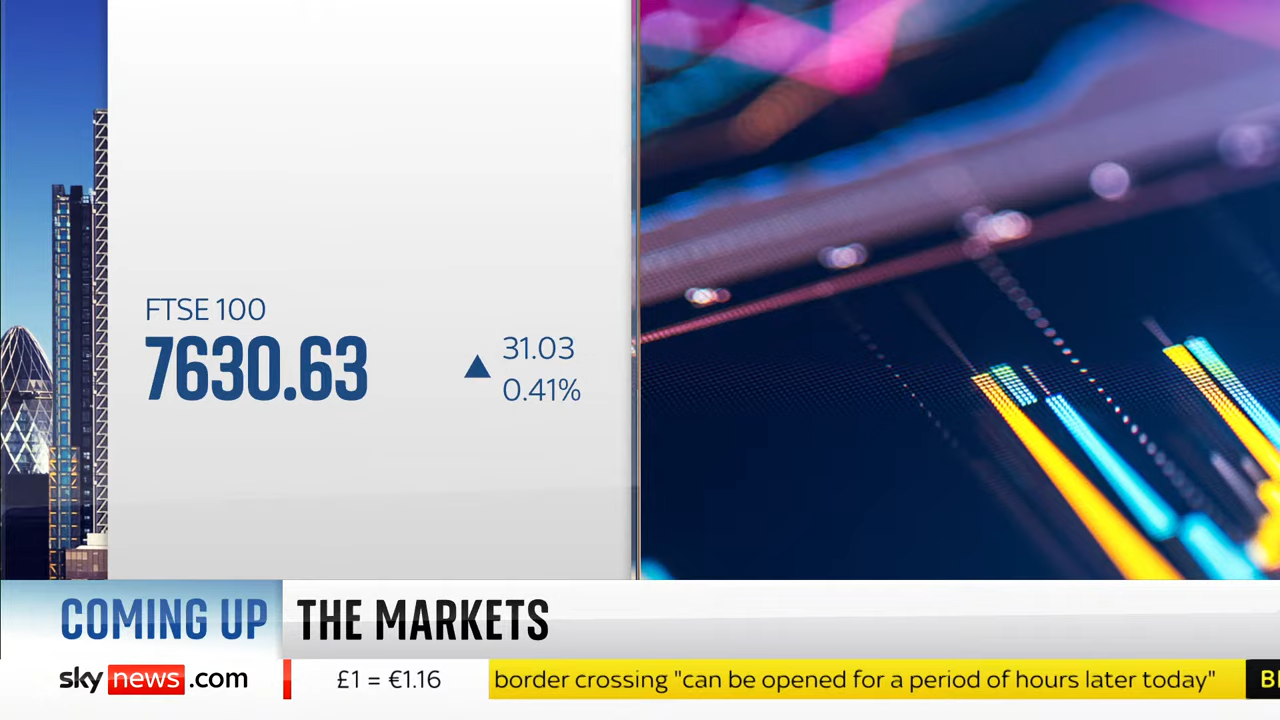 FTSE 100
7630.63
31.03
0.41%
COMING UP
THE MARKETS
sky news.com
£1 = €1.16
border crossing "can be opened for a period of hours later today"